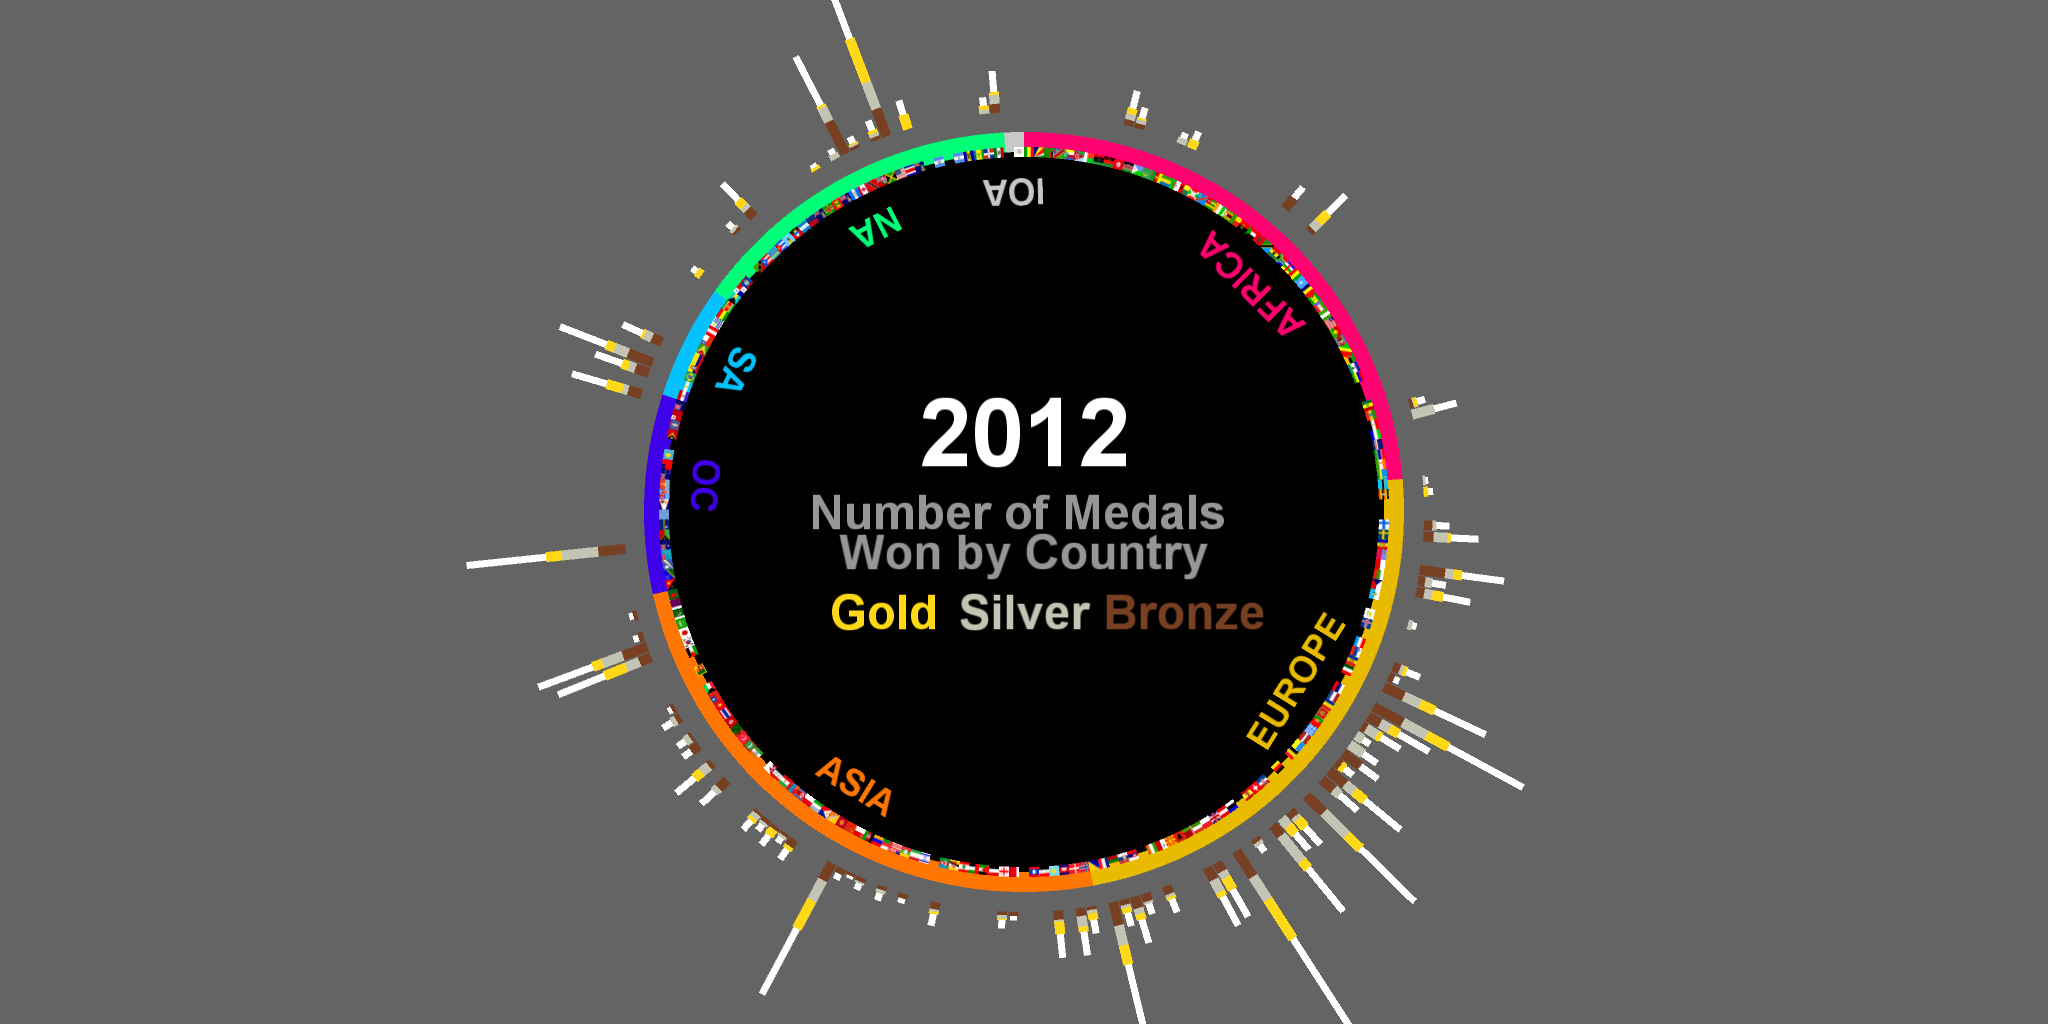 IOA
NA
AFRICA
SA
OC
2012
Number of Medals
Won by Country
Gold Silver Bronze
EUROPE
ASIA